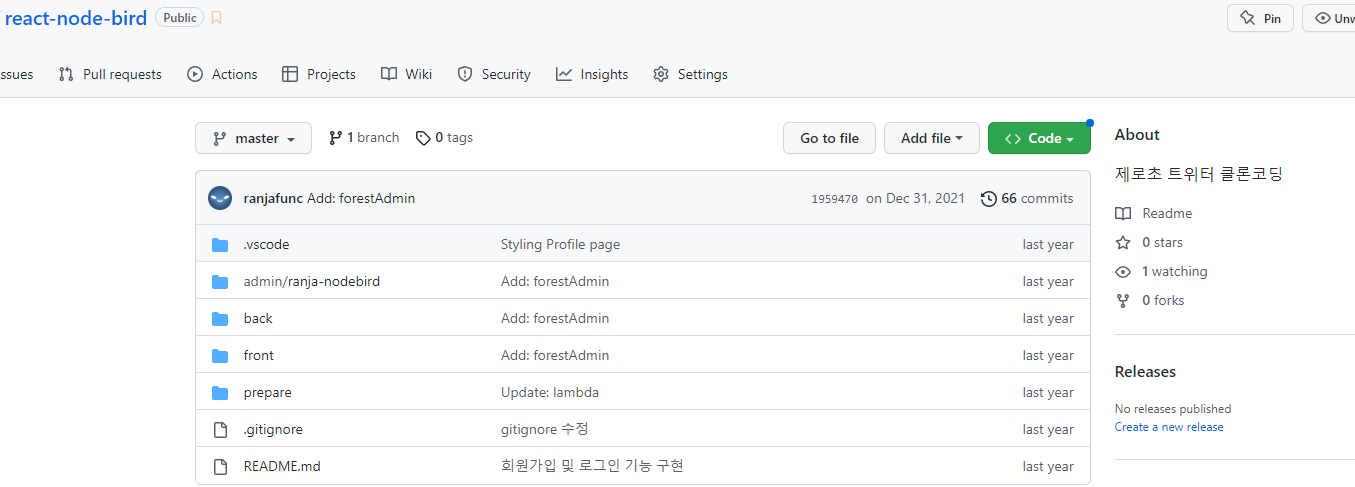 react-node-bird Public
Pin
ssues Pull requests Actions Projects Wiki Security Insights Settings
master 1 branch 0 tags Go to file Add file Code
ranjafunc Add: forestAdmin 1959470 on Dec 31, 2021 66 commits
.vscode Styling Profile page last year
admin/ranja-nodebird Add: forestAdmin last year
back Add: forestAdmin last year
front Add: forestAdmin last year
prepare Update: lambda last year
.gitignore gitignore 수정 last year
README.md 회원가입 및 로그인 기능 구현 last year
About
제로초 트위터 클론코딩
Readme
0 stars
1 watching
0 forks
Releases
No releases published
Create a new release